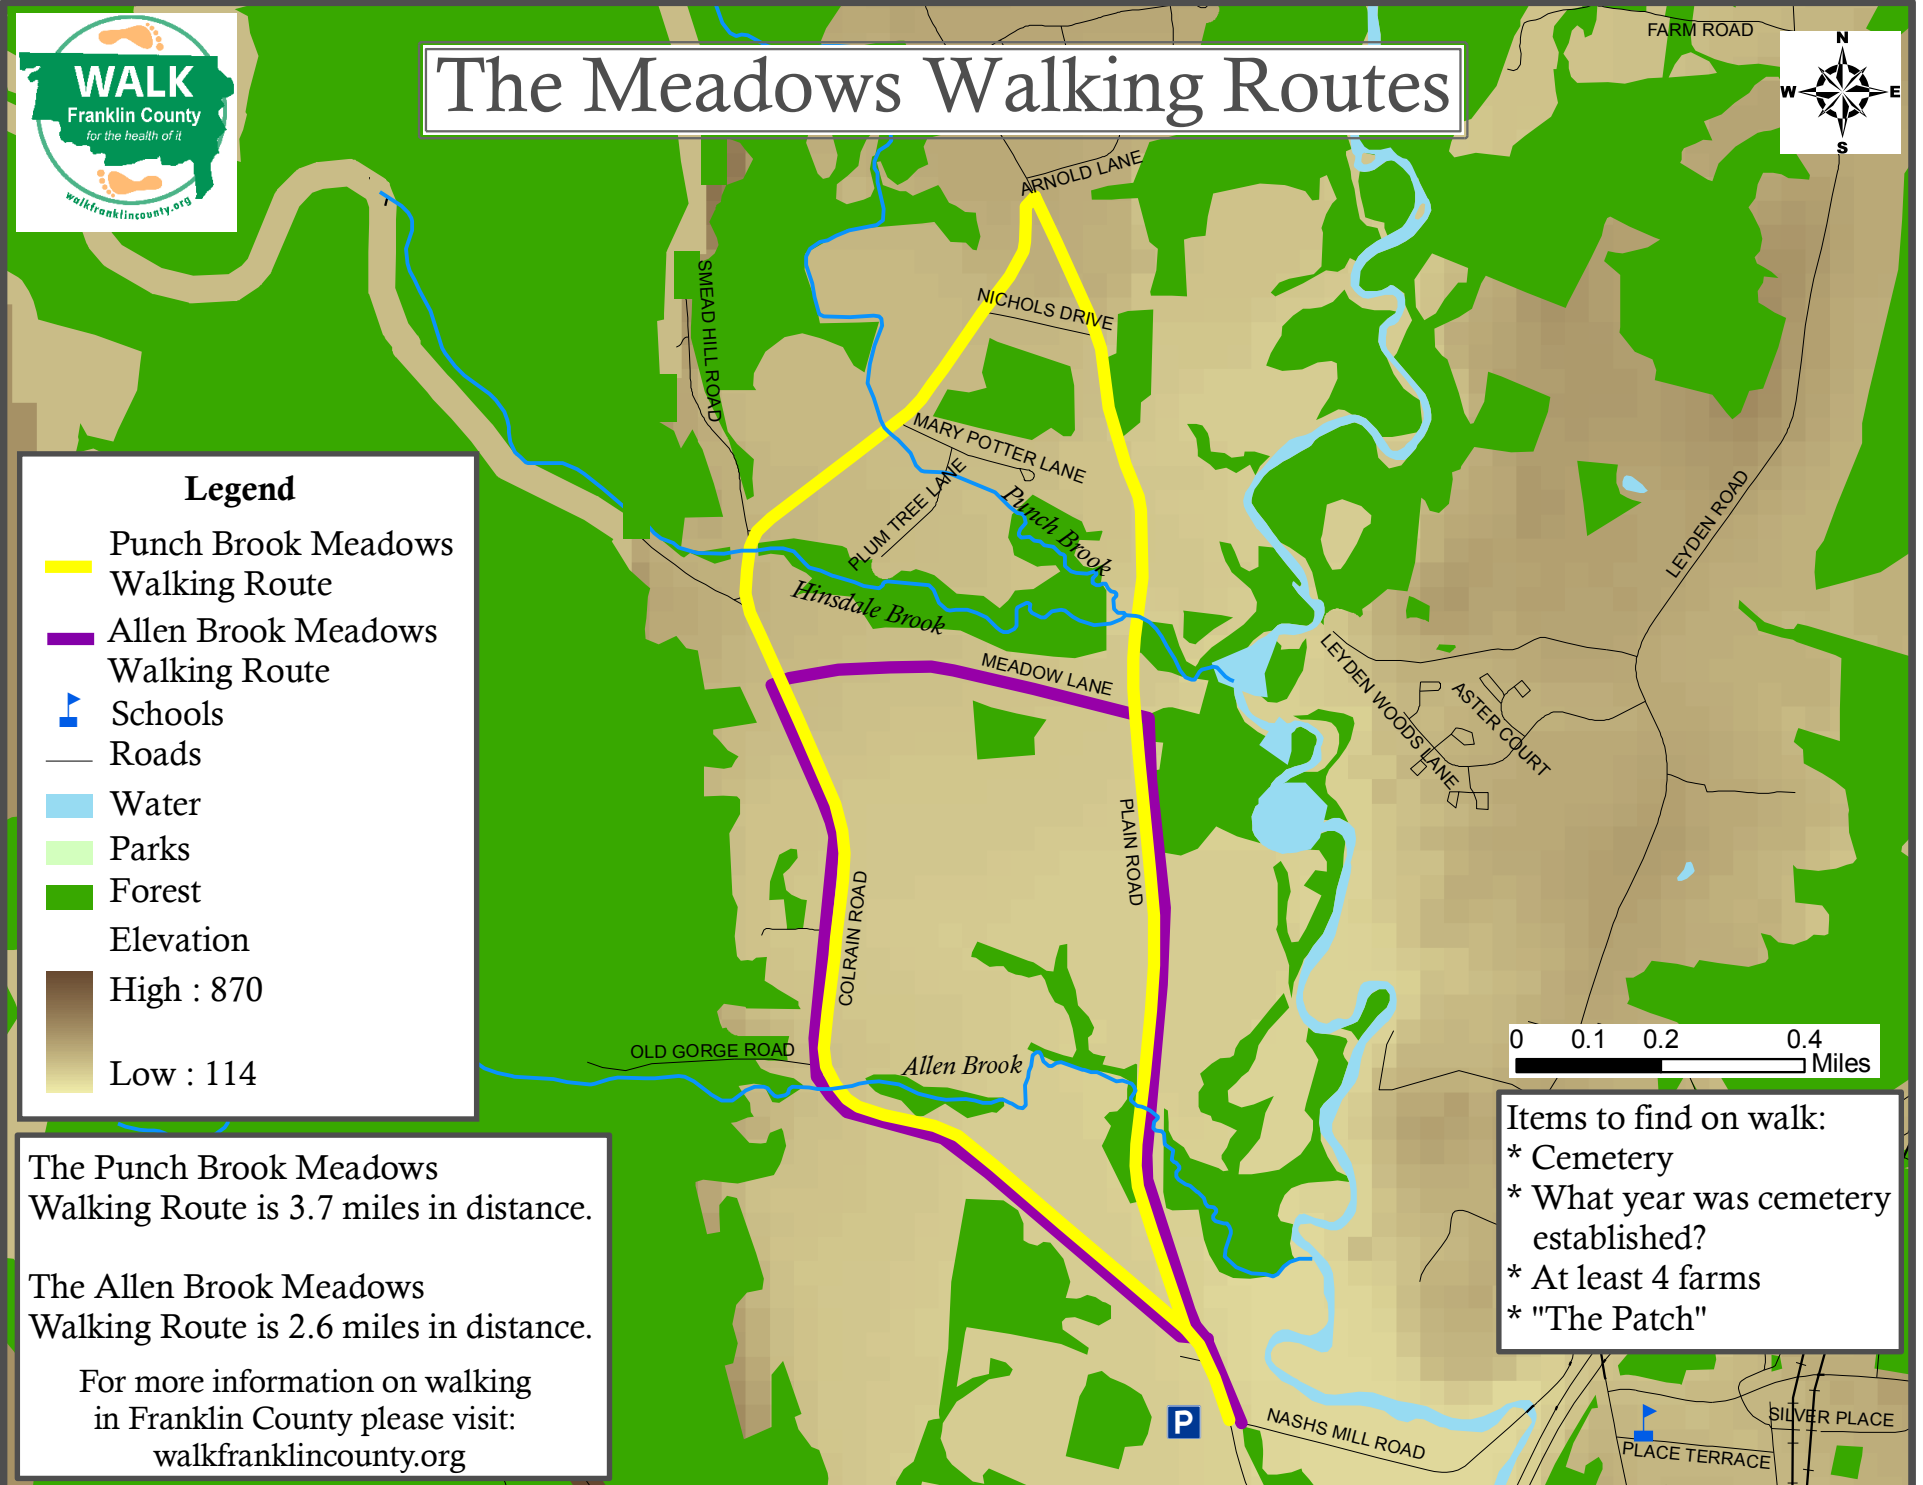 WALK
Franklin County
for the health of it
walkfranklincounty.org
The Meadows Walking Routes
FARM ROAD
N
W
E
S
ARNOLD LANE
SMEAD HILL ROAD
NICHOLS DRIVE
MARY POTTER LANE
PLUM TREE LANE
Punch Brook
Hinsdale Brook
LEYDEN ROAD
MEADOW LANE
LEYDEN WOODS LANE
ASTER COURT
PLAIN ROAD
COLRAIN ROAD
OLD GORGE ROAD
Allen Brook
Legend
Punch Brook Meadows
Walking Route
Allen Brook Meadows
Walking Route
Schools
Roads
Water
Parks
Forest
Elevation
High : 870
Low : 114
0 0.1 0.2 0.4
Miles
The Punch Brook Meadows
Walking Route is 3.7 miles in distance.
The Allen Brook Meadows
Walking Route is 2.6 miles in distance.
For more information on walking
in Franklin County please visit:
walkfranklincounty.org
Items to find on walk:
* Cemetery
* What year was cemetery
established?
* At least 4 farms
* "The Patch"
P
NASHS MILL ROAD
SILVER PLACE
PLACE TERRACE